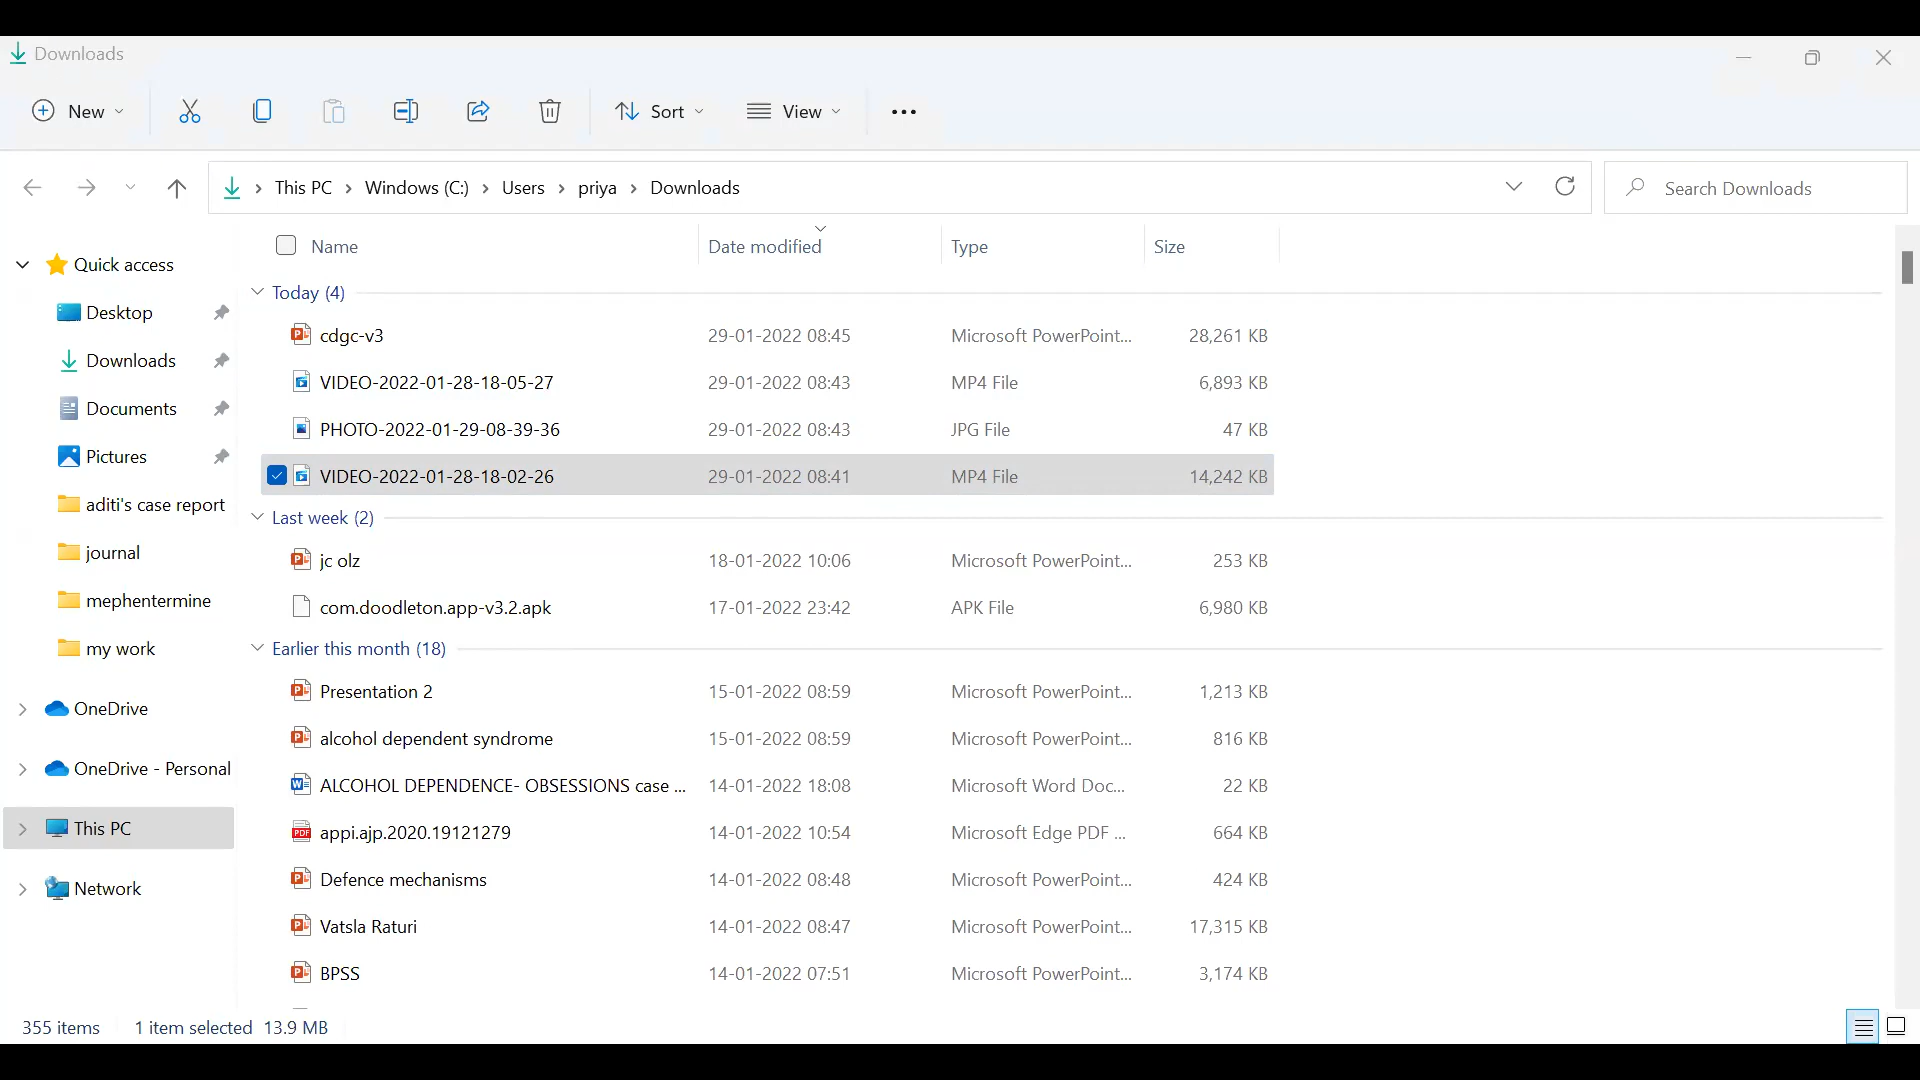 Downloads
New Sort View
This PC > Windows (C:) > Users > priya > Downloads Search Downloads
Name Date modified Type Size
Quick access
Desktop
Downloads
Documents
Pictures
aditi's case report
journal
mephentermine
my work
OneDrive
OneDrive - Personal
This PC
Network
Today (4)
cdgc-v3 29-01-2022 08:45 Microsoft PowerPoint... 28,261 KB
VIDEO-2022-01-28-18-05-27 29-01-2022 08:43 MP4 File 6,893 KB
PHOTO-2022-01-29-08-39-36 29-01-2022 08:43 JPG File 47 KB
VIDEO-2022-01-28-18-02-26 29-01-2022 08:41 MP4 File 14,242 KB
Last week (2)
jc olz 18-01-2022 10:06 Microsoft PowerPoint... 253 KB
com.doodleton.app-v3.2.apk 17-01-2022 23:42 APK File 6,980 KB
Earlier this month (18)
Presentation 2 15-01-2022 08:59 Microsoft PowerPoint... 1,213 KB
alcohol dependent syndrome 15-01-2022 08:59 Microsoft PowerPoint... 816 KB
ALCOHOL DEPENDENCE- OBSESSIONS case ... 14-01-2022 18:08 Microsoft Word Doc... 22 KB
appi.ajp.2020.19121279 14-01-2022 10:54 Microsoft Edge PDF ... 664 KB
Defence mechanisms 14-01-2022 08:48 Microsoft PowerPoint... 424 KB
Vatsla Raturi 14-01-2022 08:47 Microsoft PowerPoint... 17,315 KB
BPSS 14-01-2022 07:51 Microsoft PowerPoint... 3,174 KB
355 items 1 item selected 13.9 MB